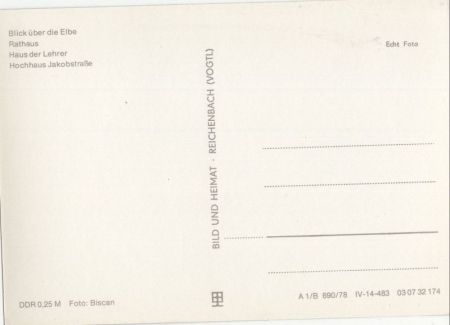 Blick über die Elbe
Rathaus
Haus der Lehrer
Hochhaus Jakobstraße
Echt Foto
BILD UND HEIMAT · REICHENBACH (VOGTL)
DDR 0,25 M Foto: Biscan
A 1/B 690/78 IV-14-483 03 07 32 174